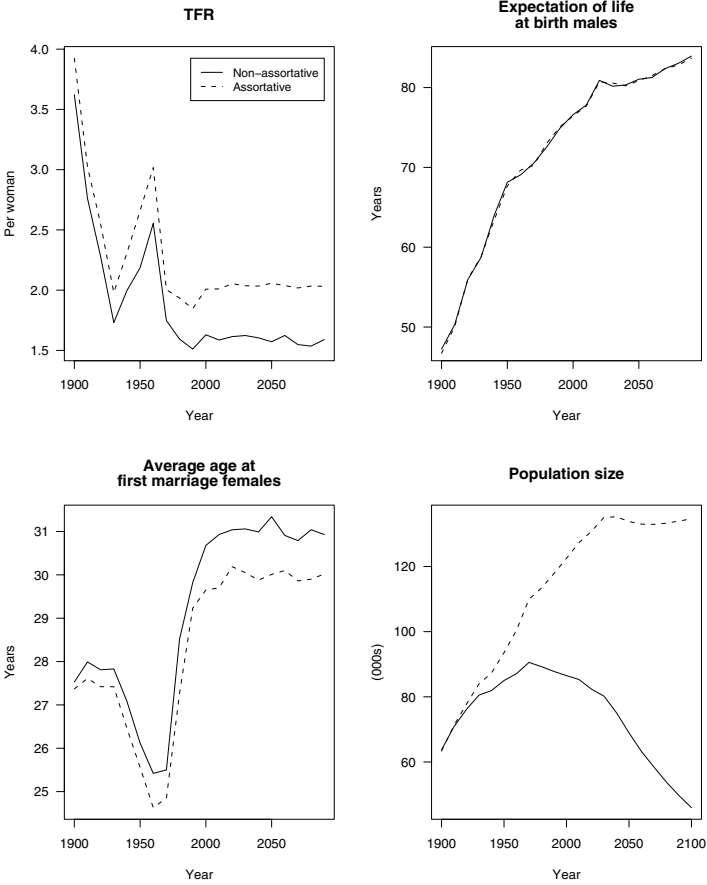 TFR
Per woman
4.0
3.5
3.0
2.5
2.0
1.5
Non−assortative
Assortative
1900
1950
2000
2050
Year
Expectation of life
at birth males
Years
80
70
60
50
1900
1950
2000
2050
Year
Average age at
first marriage females
Years
31
30
29
28
27
26
25
1900
1950
2000
2050
Year
Population size
(000s)
120
100
80
60
1900
1950
2000
2050
2100
Year